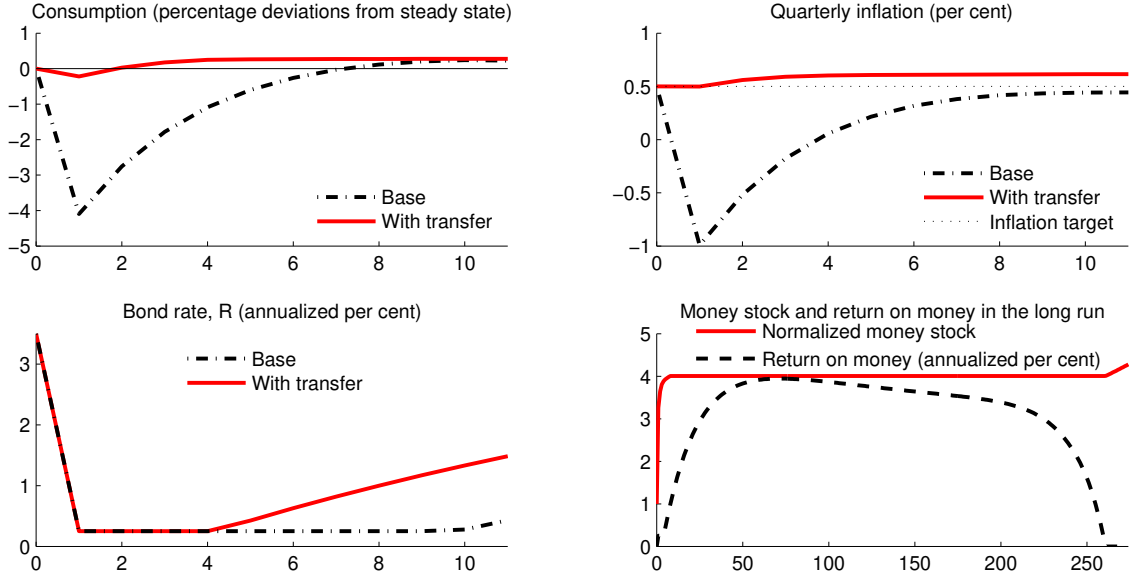 Consumption (percentage deviations from steady state)
1
0
−1
−2
−3
−4
−5
0 2 4 6 8 10
Base
With transfer
Quarterly inflation (per cent)
1
0.5
0
−0.5
−1
0 2 4 6 8 10
Base
With transfer
Inflation target
Bond rate, R (annualized per cent)
3
2
1
0
0 2 4 6 8 10
Base
With transfer
Money stock and return on money in the long run
5
4
3
2
1
0
0 50 100 150 200 250
Normalized money stock
Return on money (annualized per cent)